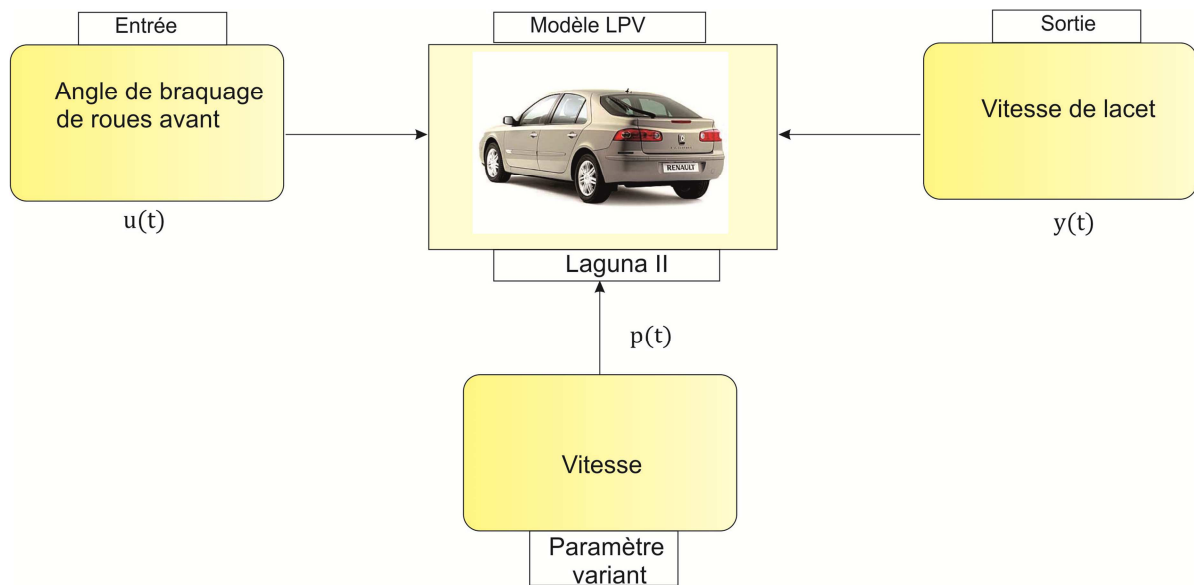 Entrée
Angle de braquage
de roues avant
u(t)
Modèle LPV
RENAULT
Laguna II
Sortie
Vitesse de lacet
y(t)
p(t)
Vitesse
Paramètre
variant